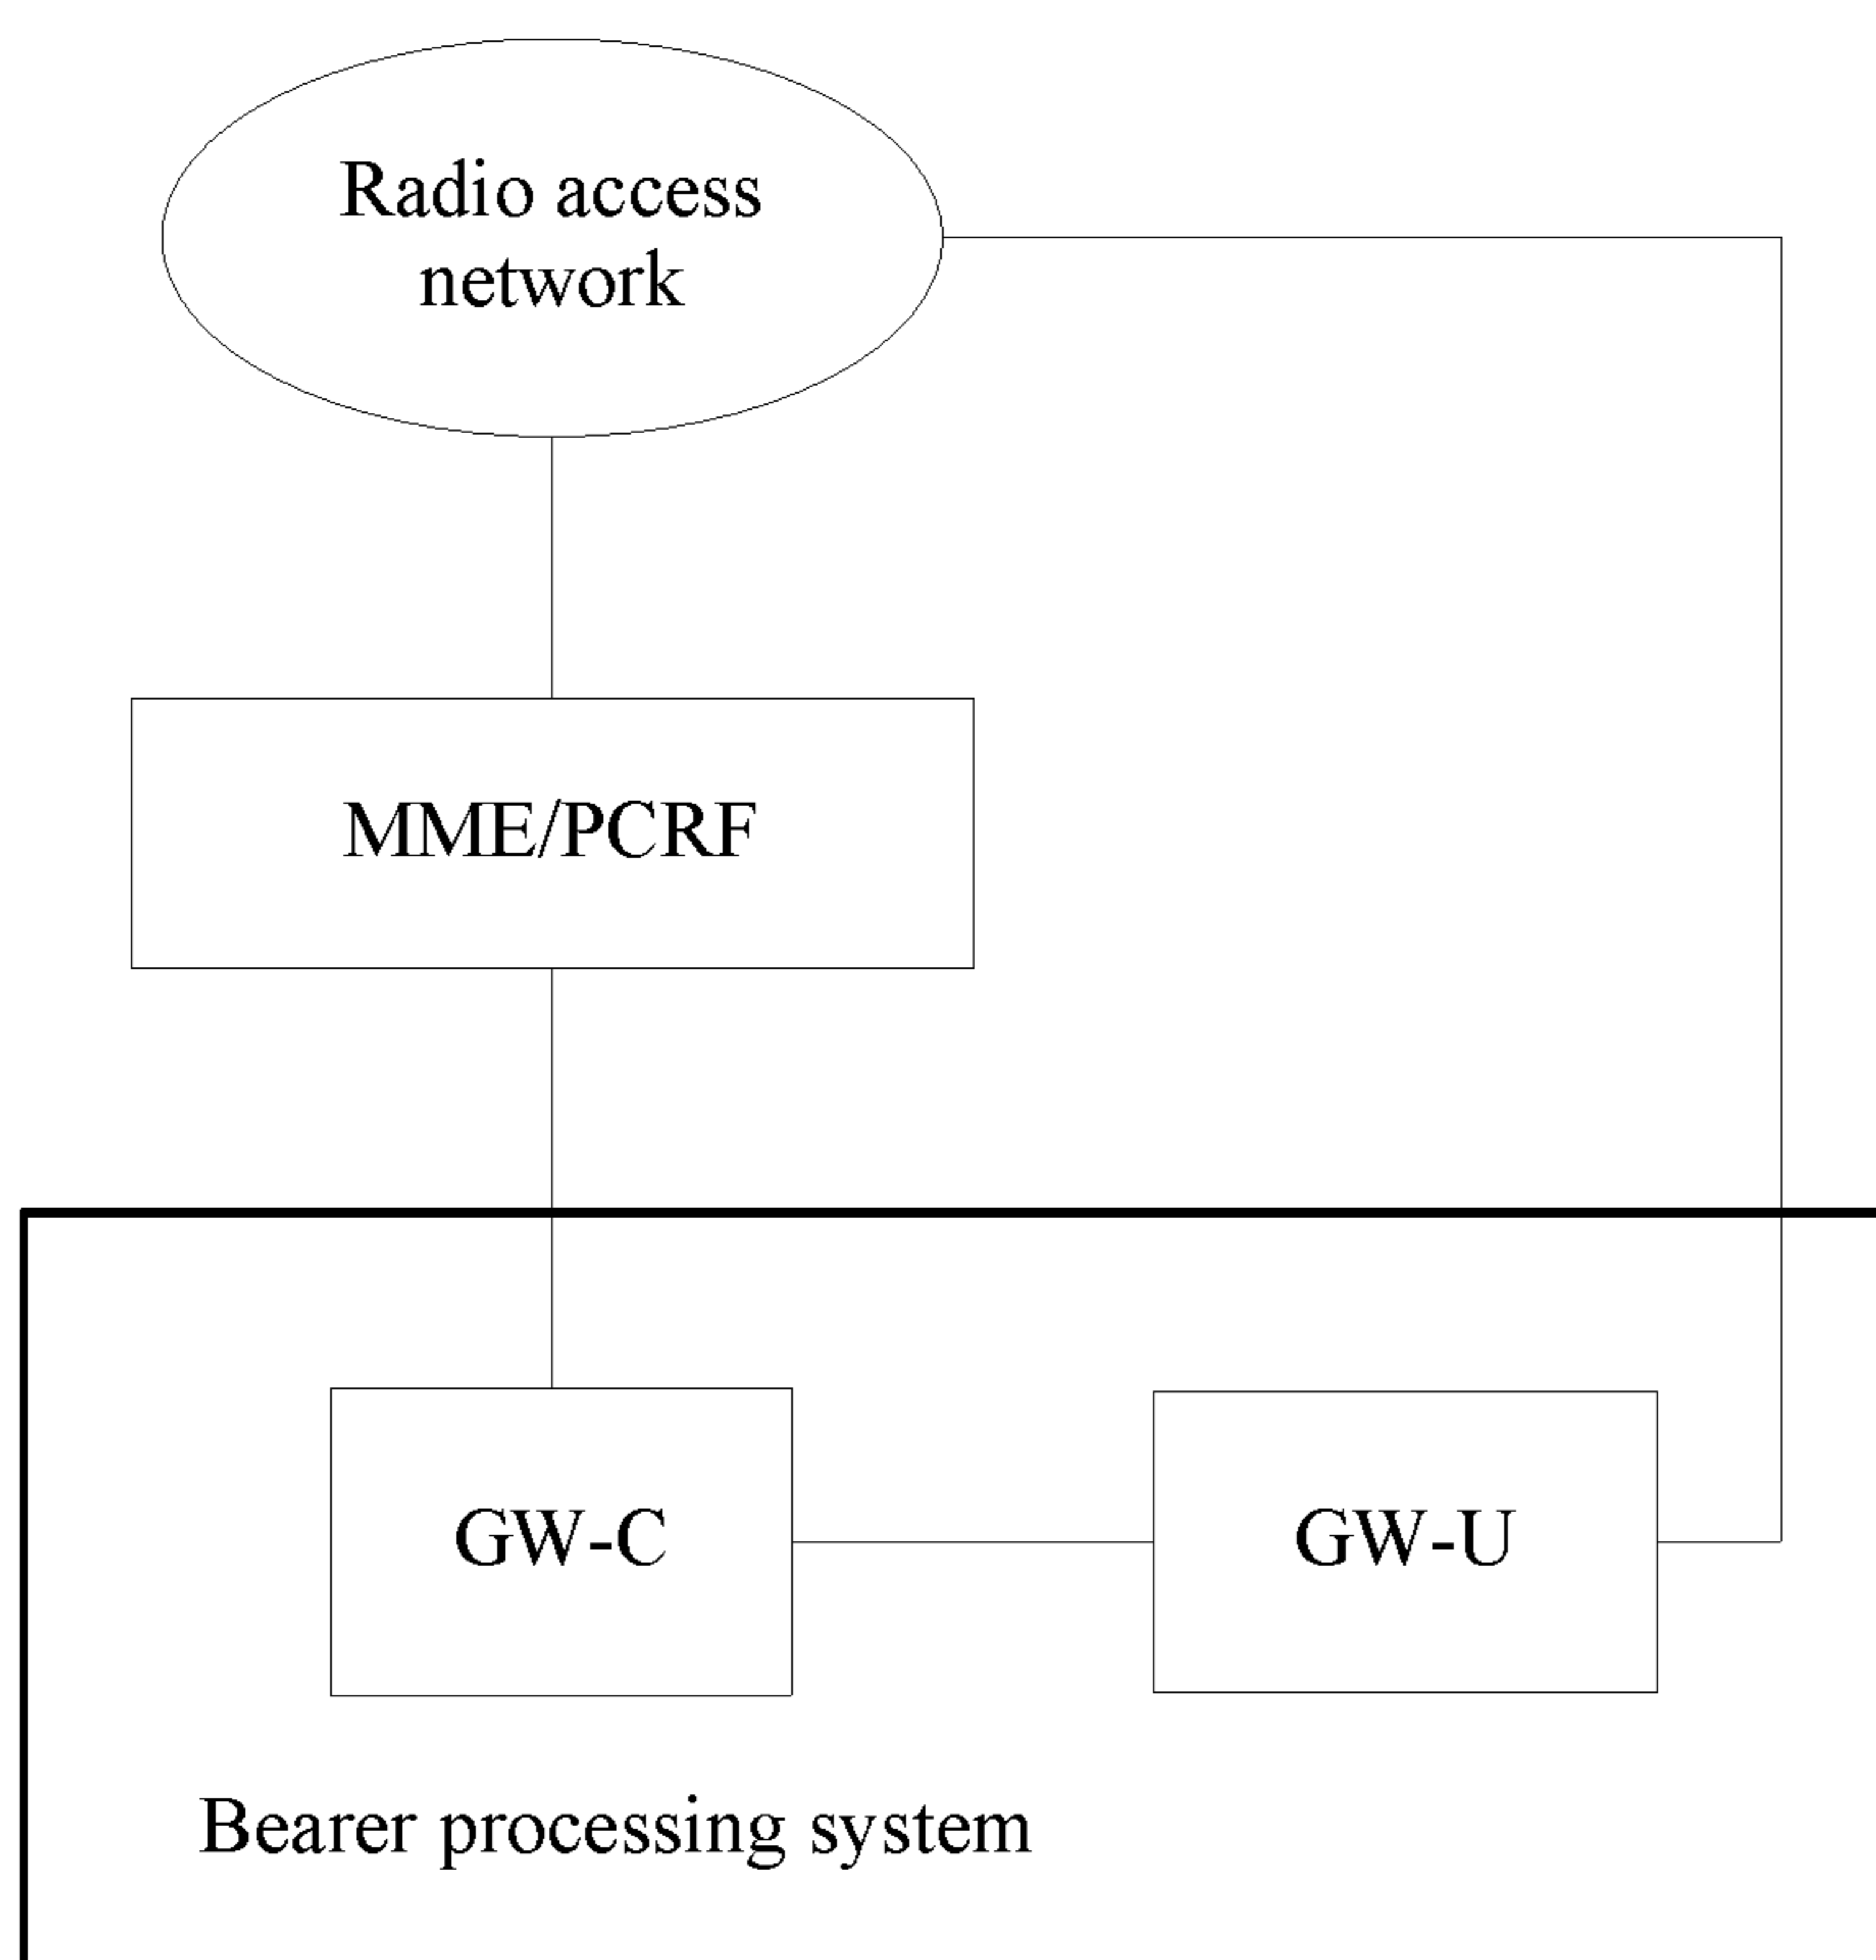 Radio access
network
MME/PCRF
GW-C
GW-U
Bearer processing system